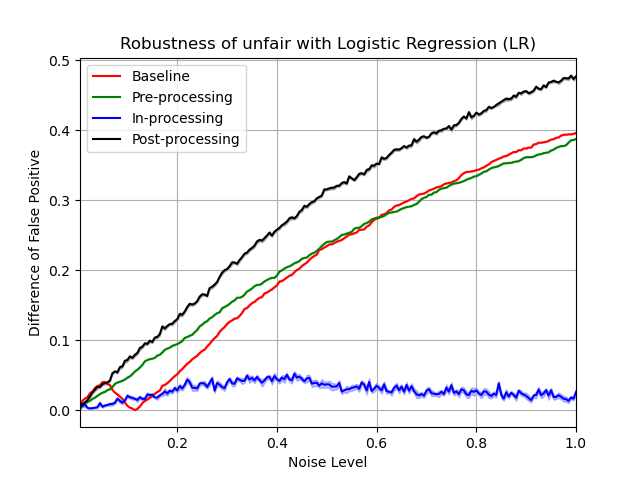 Robustness of unfair with Logistic Regression (LR)
0.5
0.4
0.3
0.2
0.1
0.0
Difference of False Positive
Baseline
Pre-processing
In-processing
Post-processing
0.2 0.4 0.6 0.8 1.0
Noise Level